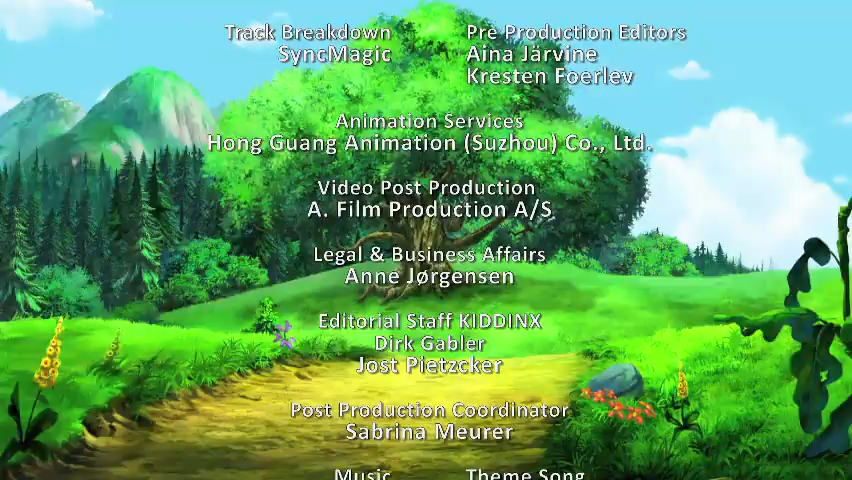 Track Breakdown
SyncMagic
Pre Production Editors
Aina Järvine
Kresten Foerlev
Animation Services
Hong Guang Animation (Suzhou) Co., Ltd.
Video Post Production
A. Film Production A/S
Legal & Business Affairs
Anne Jørgensen
Editorial Staff KIDDINX
Dirk Gabler
Jost Pietzcker
Post Production Coordinator
Sabrina Meurer
Music
Theme Song